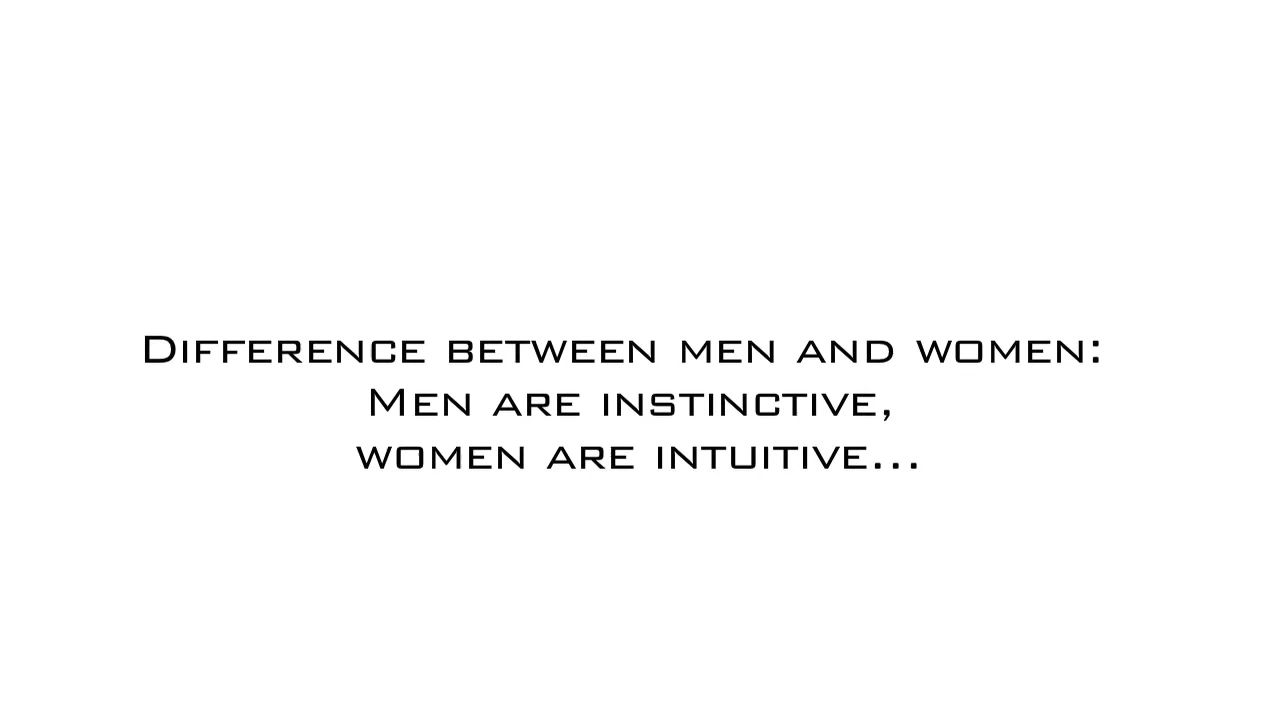 Difference between men and women:
Men are instinctive,
women are intuitive...